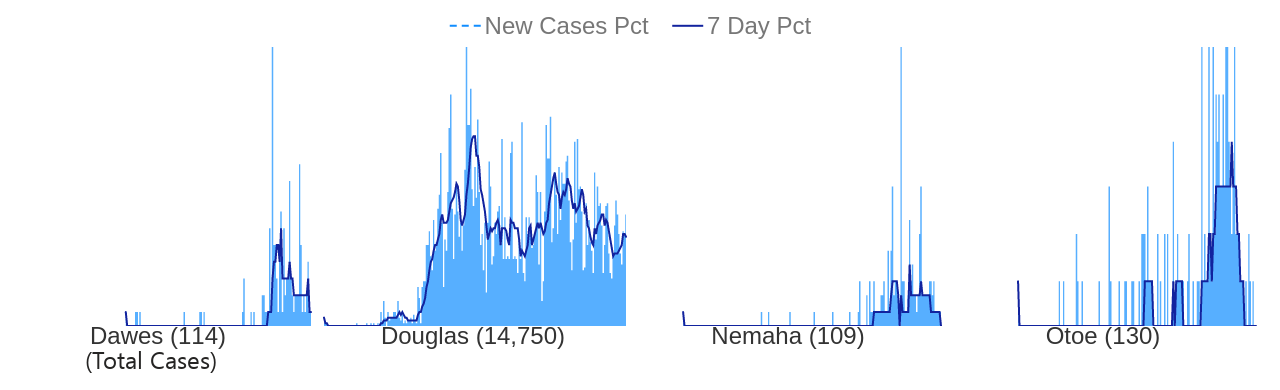 New Cases Pct 7 Day Pct
Dawes (114) Douglas (14,750) Nemaha (109) Otoe (130)
(Total Cases)